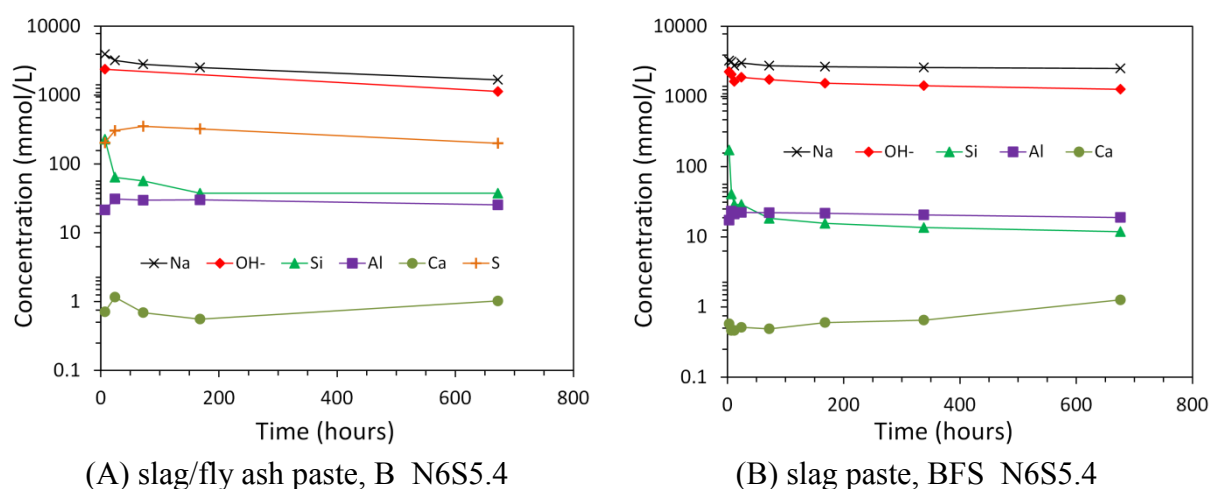 10000
1000
100
10
1
0.1
Concentration (mmol/L)
Na OH- Si Al Ca S
0 200 400 600 800
Time (hours)
(A) slag/fly ash paste, B N6S5.4
10000
1000
100
10
1
0.1
Concentration (mmol/L)
Na OH- Si Al Ca
0 200 400 600 800
Time (hours)
(B) slag paste, BFS N6S5.4